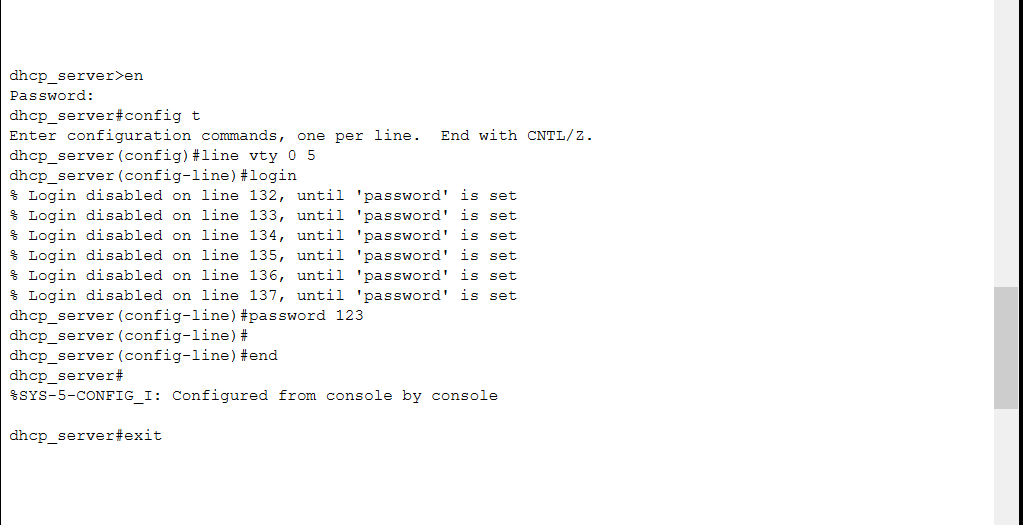 dhcp_server>en
Password:
dhcp_server#config t
Enter configuration commands, one per line.  End with CNTL/Z.
dhcp_server(config)#line vty 0 5
dhcp_server(config-line)#login
% Login disabled on line 132, until 'password' is set
% Login disabled on line 133, until 'password' is set
% Login disabled on line 134, until 'password' is set
% Login disabled on line 135, until 'password' is set
% Login disabled on line 136, until 'password' is set
% Login disabled on line 137, until 'password' is set
dhcp_server(config-line)#password 123
dhcp_server(config-line)#
dhcp_server(config-line)#end
dhcp_server#
%SYS-5-CONFIG_I: Configured from console by console
dhcp_server#exit